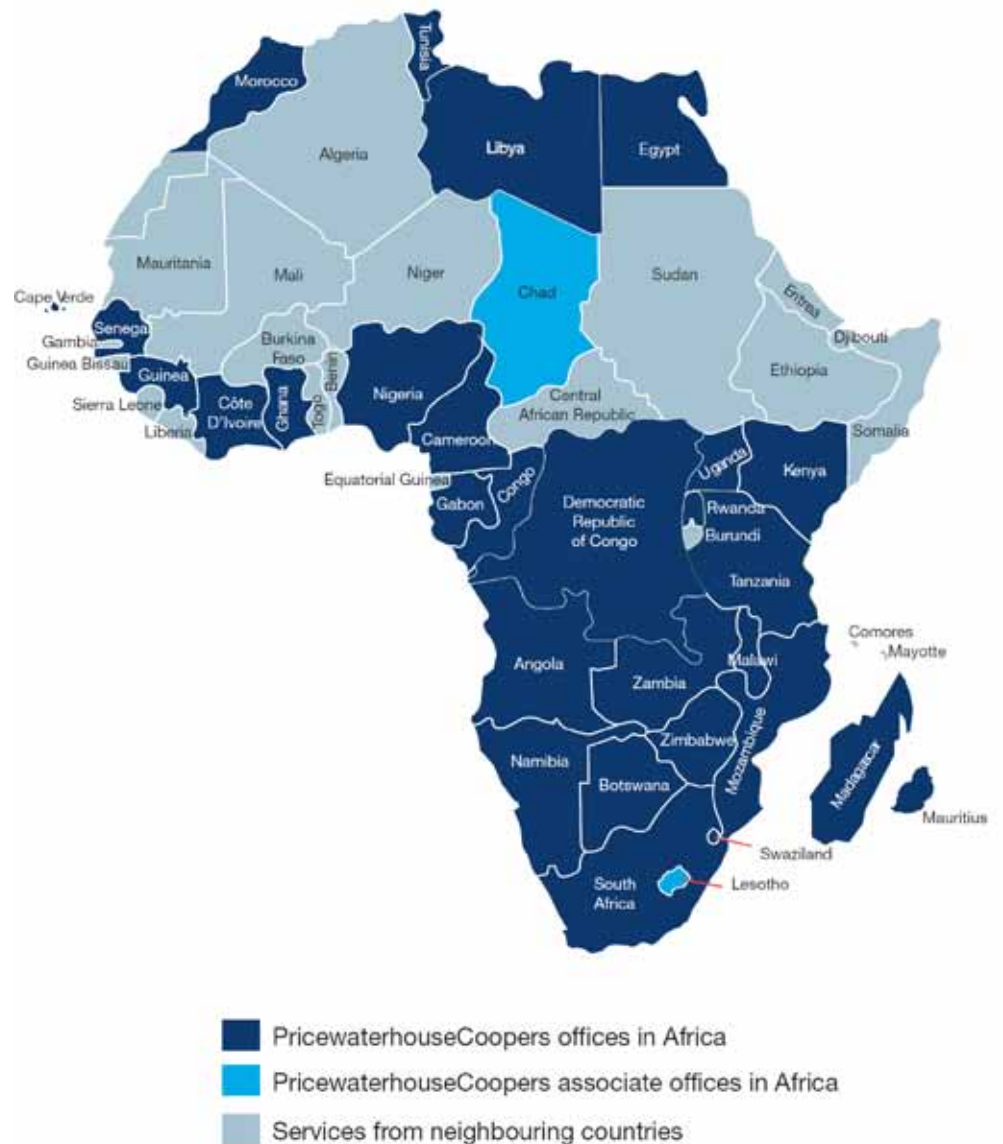 Tunisia
Morocco
Algeria
Libya
Egypt
Mauritania
Mali
Niger
Chad
Sudan
Eritrea
Cape Verde
Senega
Gambia
Guinea Bissau
Guinea
Sierra Leone
Liberia
Côte
D'Ivoire
Ghana
Burkina
Faso
Togo
Benin
Nigeria
Cameroon
Central
African Republic
Djibouti
Ethiopia
Somalia
Equatorial Guinea
Gabon
Congo
Democratic
Republic
of Congo
Uganda
Kenya
Rwanda
Burundi
Tanzania
Comores
Mayotte
Angola
Zambia
Malawi
Mozambique
Zimbabwe
Namibia
Botswana
Madagascar
Mauritius
Swaziland
Lesotho
South
Africa
PricewaterhouseCoopers offices in Africa
PricewaterhouseCoopers associate offices in Africa
Services from neighbouring countries